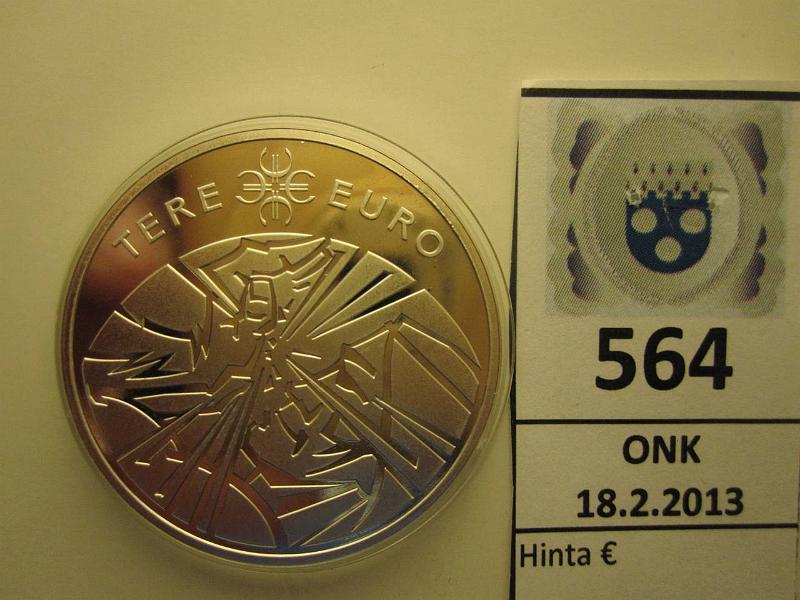 TERE EURO
564
ONK
18.2.2013
Hinta €